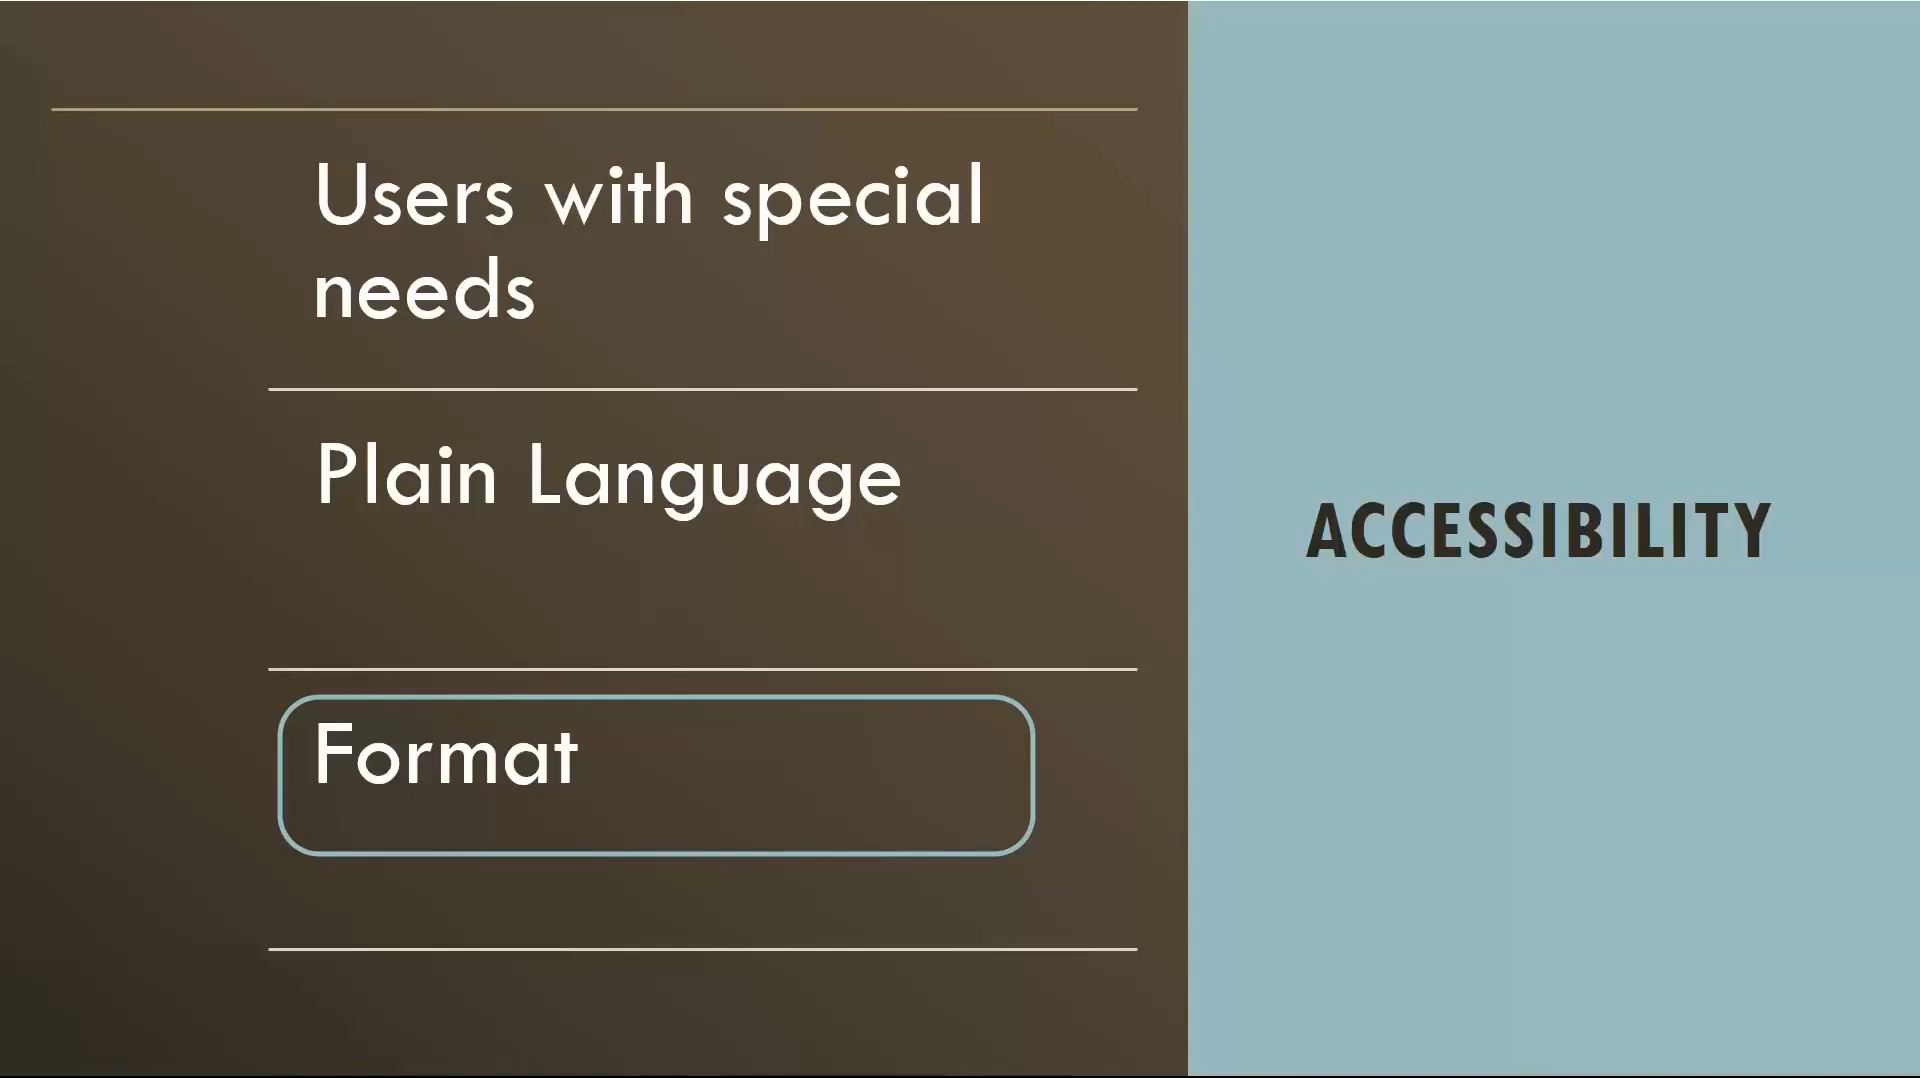 Users with special
needs
Plain Language
Format
ACCESSIBILITY